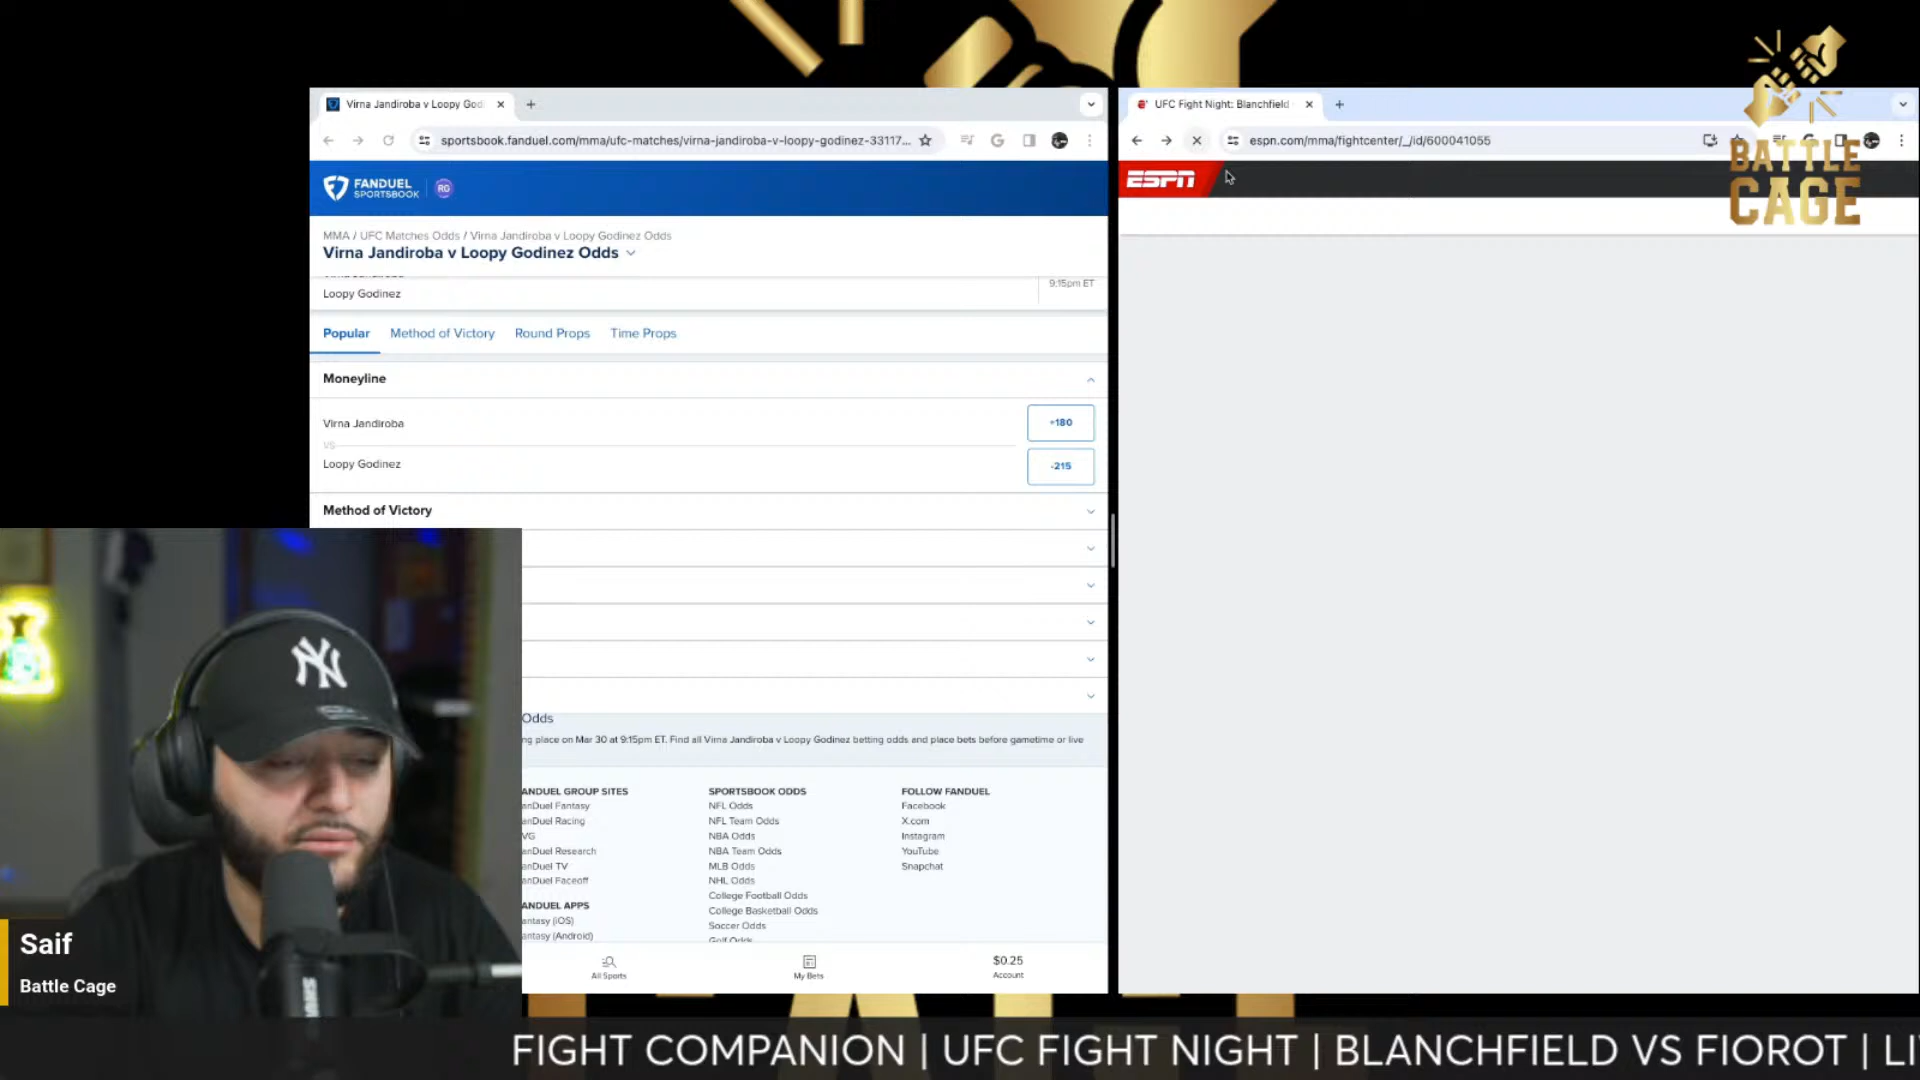 Virna Jandiroba v Loopy God
sportsbook.fanduel.com/mma/ufc-matches/virna-jandiroba-v-loopy-godinez-33117...
FANDUEL
SPORTSBOOK
RG
MMA / UFC Matches Odds / Virna Jandiroba v Loopy Godinez Odds
Virna Jandiroba v Loopy Godinez Odds
Loopy Godinez
9:15pm ET
Popular
Method of Victory
Round Props
Time Props
Moneyline
Virna Jandiroba
+180
VS
Loopy Godinez
-215
Method of Victory
Odds
ng place on Mar 30 at 9:15pm ET. Find all Virna Jandiroba v Loopy Godinez betting odds and place bets before gametime or live
ANDUEL GROUP SITES
anDuel Fantasy
anDuel Racing
VG
anDuel Research
anDuel TV
anDuel Faceoff
ANDUEL APPS
antasy (iOS)
antasy (Android)
SPORTSBOOK ODDS
NFL Odds
NFL Team Odds
NBA Odds
NBA Team Odds
MLB Odds
NHL Odds
College Football Odds
College Basketball Odds
Soccer Odds
Golf Odds
FOLLOW FANDUEL
Facebook
X.com
Instagram
YouTube
Snapchat
All Sports
My Bets
$0.25
Account
UFC Fight Night: Blanchfield
espn.com/mma/fightcenter/_/id/600041055
ESPN
BATTLE
CAGE
NY
SHURE
Saif
Battle Cage
FIGHT COMPANION | UFC FIGHT NIGHT | BLANCHFIELD VS FIOROT | LI